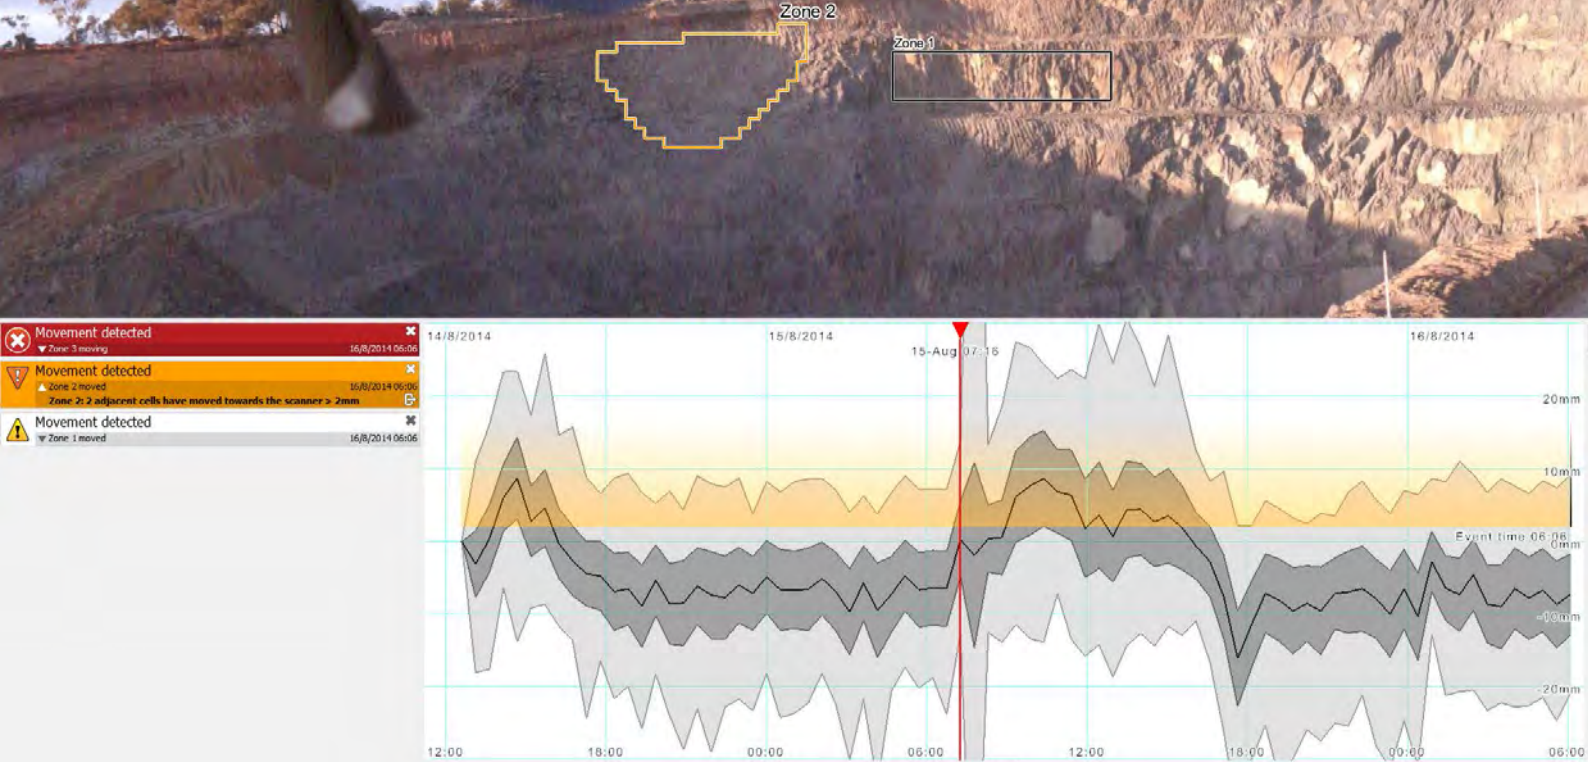 Zone 2
Zone 1
Movement detected
Zone 3 moving 16/8/2014 06:06
Movement detected
Zone 2 moved 16/8/2014 06:06
Zone 2: 2 adjacent cells have moved towards the scanner > 2mm
Movement detected
Zone 1 moved 16/8/2014 06:06
14/8/2014 15/8/2014 16/8/2014
15-Aug 07:16
20mm
10mm
Event time 06:06
0mm
-10mm
-20mm
12:00 18:00 00:00 06:00 12:00 18:00 00:00 06:00